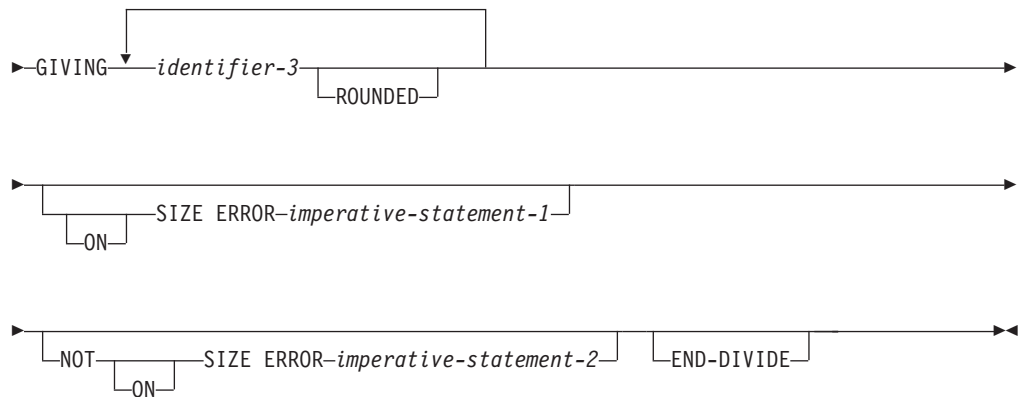 GIVING identifier-3
ROUNDED
SIZE ERROR imperative-statement-1
ON
NOT SIZE ERROR imperative-statement-2 END-DIVIDE
ON